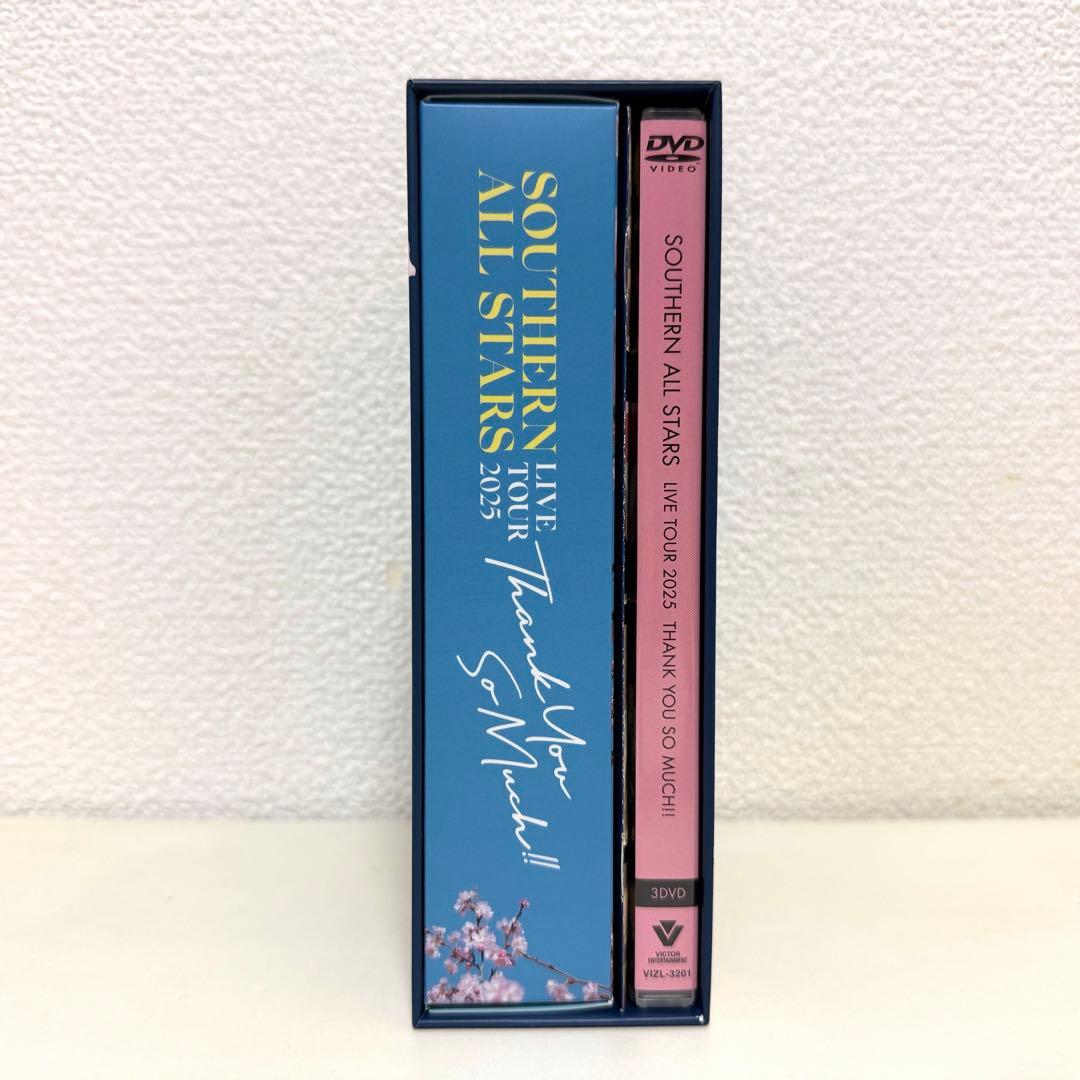 SOUTHERN
ALL STARS
LIVE
TOUR
2025
Thank You
So Much!!
DVD
VIDEO
SOUTHERN ALL STARS LIVE TOUR 2025 THANK YOU SO MUCH!!
3DVD
VICTOR
ENTERTAINMENT
VIZL-3201